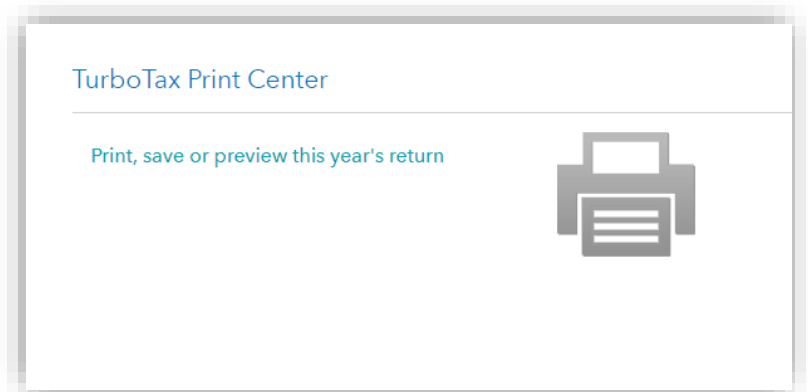 TurboTax Print Center
Print, save or preview this year's return